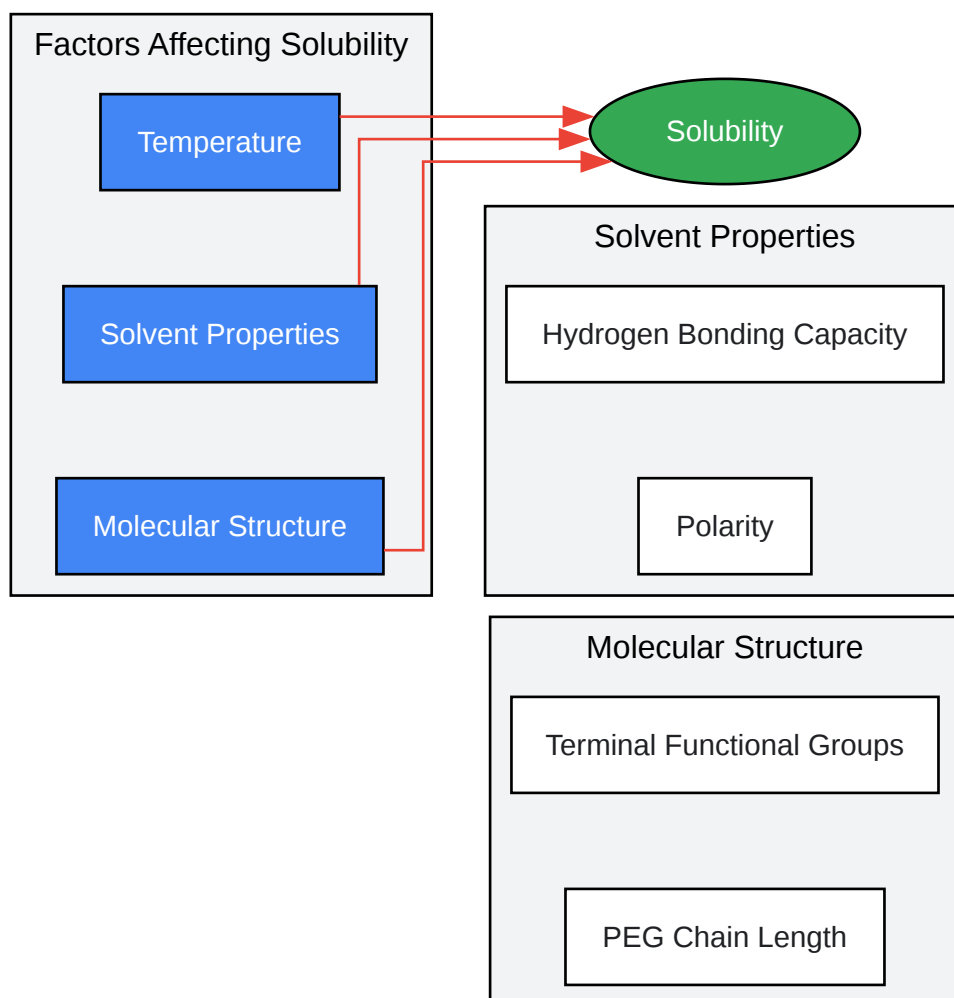 Factors Affecting Solubility
Temperature
Solvent Properties
Molecular Structure
Solubility
Solvent Properties
Hydrogen Bonding Capacity
Polarity
Molecular Structure
Terminal Functional Groups
PEG Chain Length